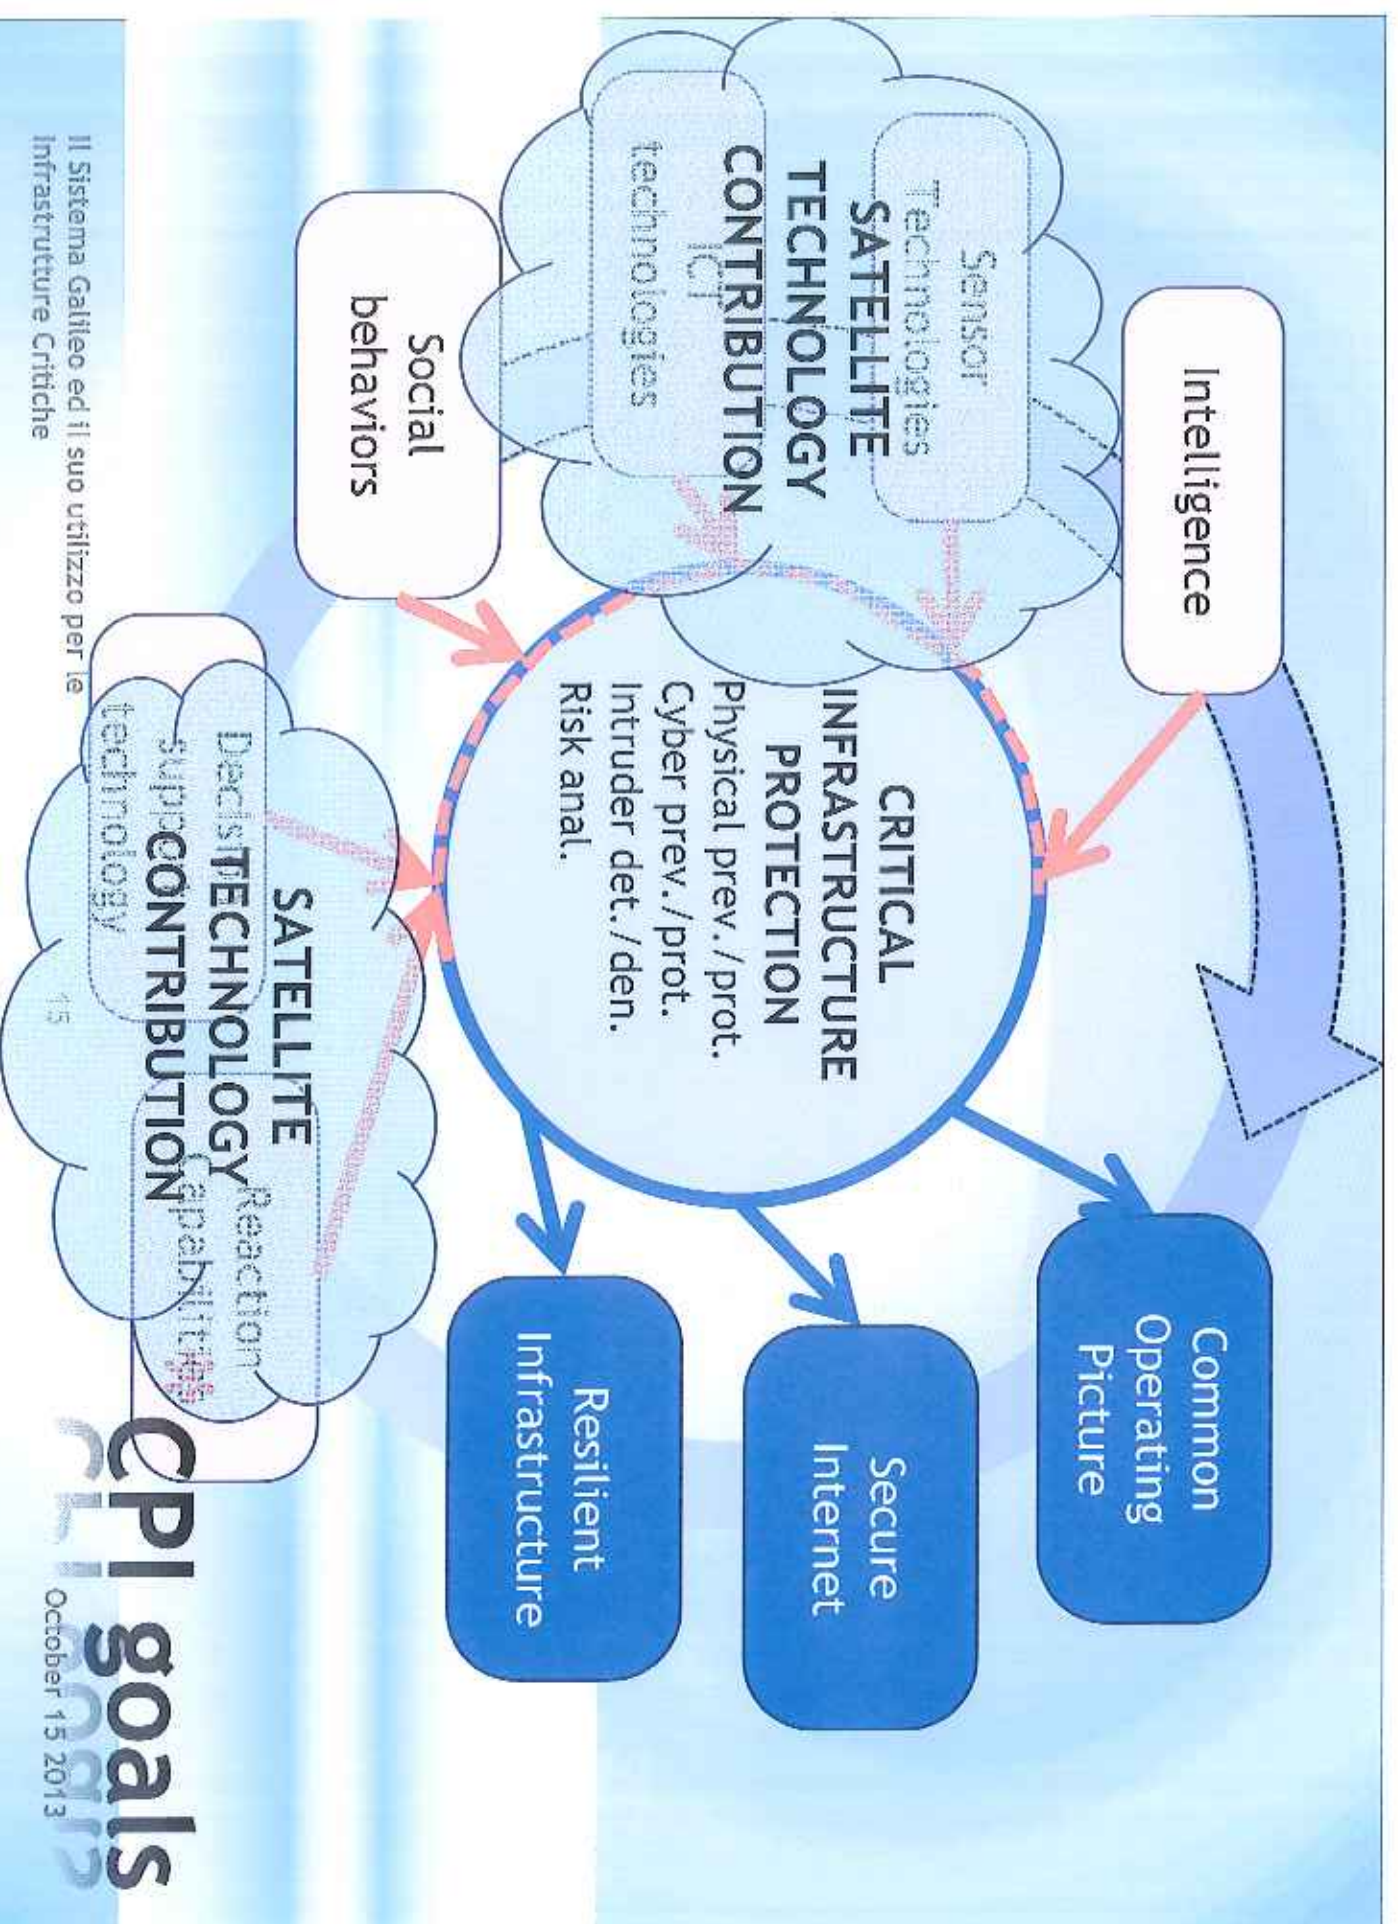 Intelligence
Sensor
Technologies
SATELLITE
TECHNOLOGY
CONTRIBUTION
ICT
technologies
Social
behaviors
CRITICAL
INFRASTRUCTURE
PROTECTION
Physical prev./prot.
Cyber prev./prot.
Intruder det./den.
Risk anal.
Common
Operating
Picture
Secure
Internet
Resilient
Infrastructure
SATELLITE
TECHNOLOGY
CONTRIBUTION
technology
Reaction
Capabilities
CPI goals
Il Sistema Galileo ed il suo utilizzo per le
Infrastrutture Critiche
15
October 15 2013